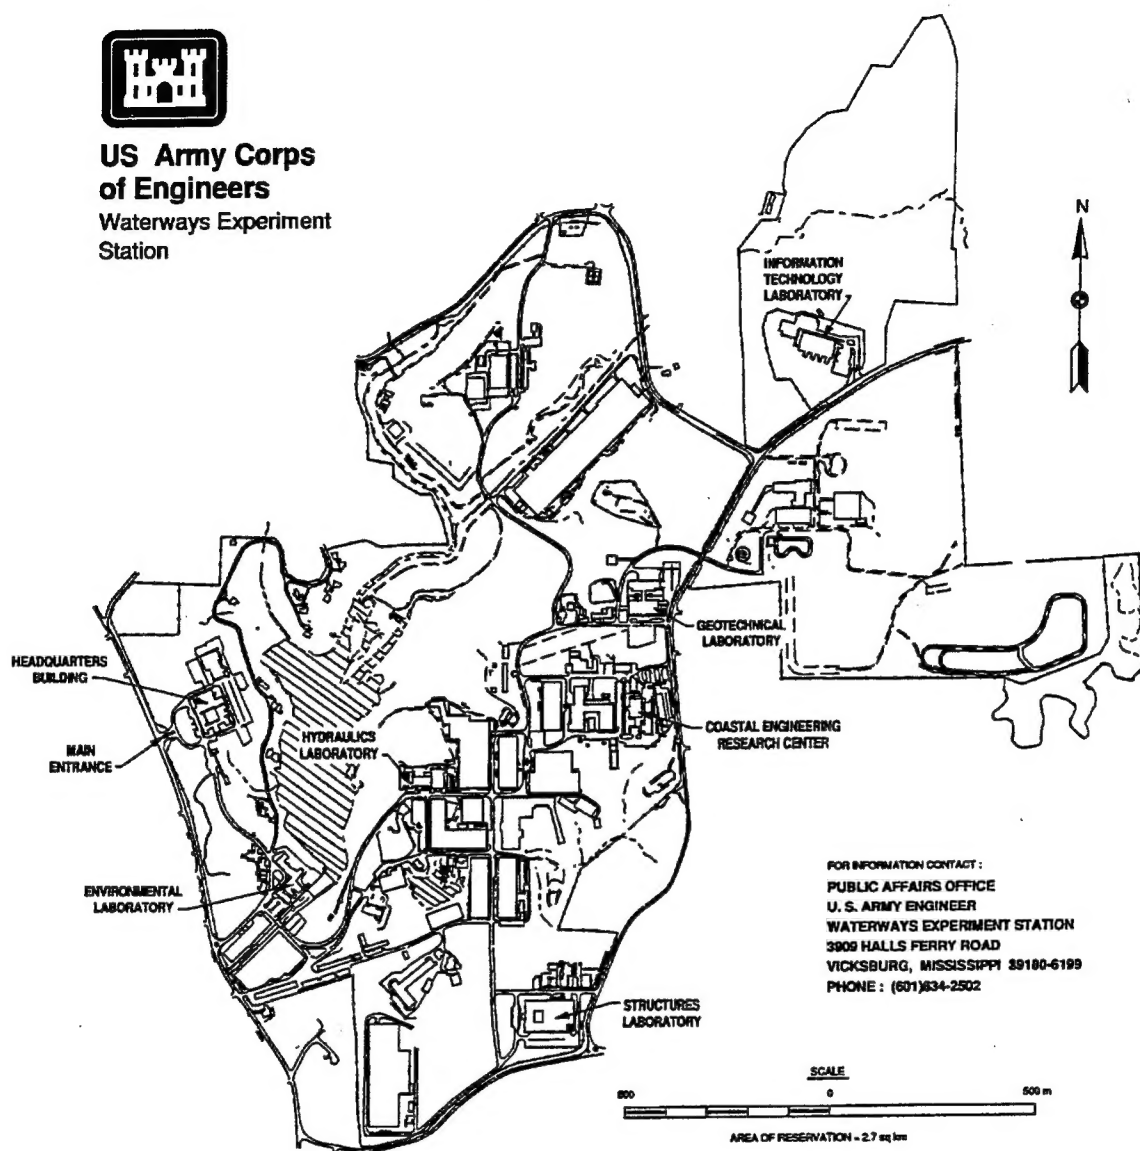 US Army Corps
of Engineers
Waterways Experiment
Station
N
INFORMATION
TECHNOLOGY
LABORATORY
GEOTECHNICAL
LABORATORY
HEADQUARTERS
BUILDING
MAIN
ENTRANCE
HYDRAULICS
LABORATORY
COASTAL ENGINEERING
RESEARCH CENTER
ENVIRONMENTAL
LABORATORY
STRUCTURES
LABORATORY
FOR INFORMATION CONTACT :
PUBLIC AFFAIRS OFFICE
U. S. ARMY ENGINEER
WATERWAYS EXPERIMENT STATION
3909 HALLS FERRY ROAD
VICKSBURG, MISSISSIPPI 39180-6199
PHONE : (601)634-2502
SCALE
500 0 500 m
AREA OF RESERVATION = 2.7 sq km